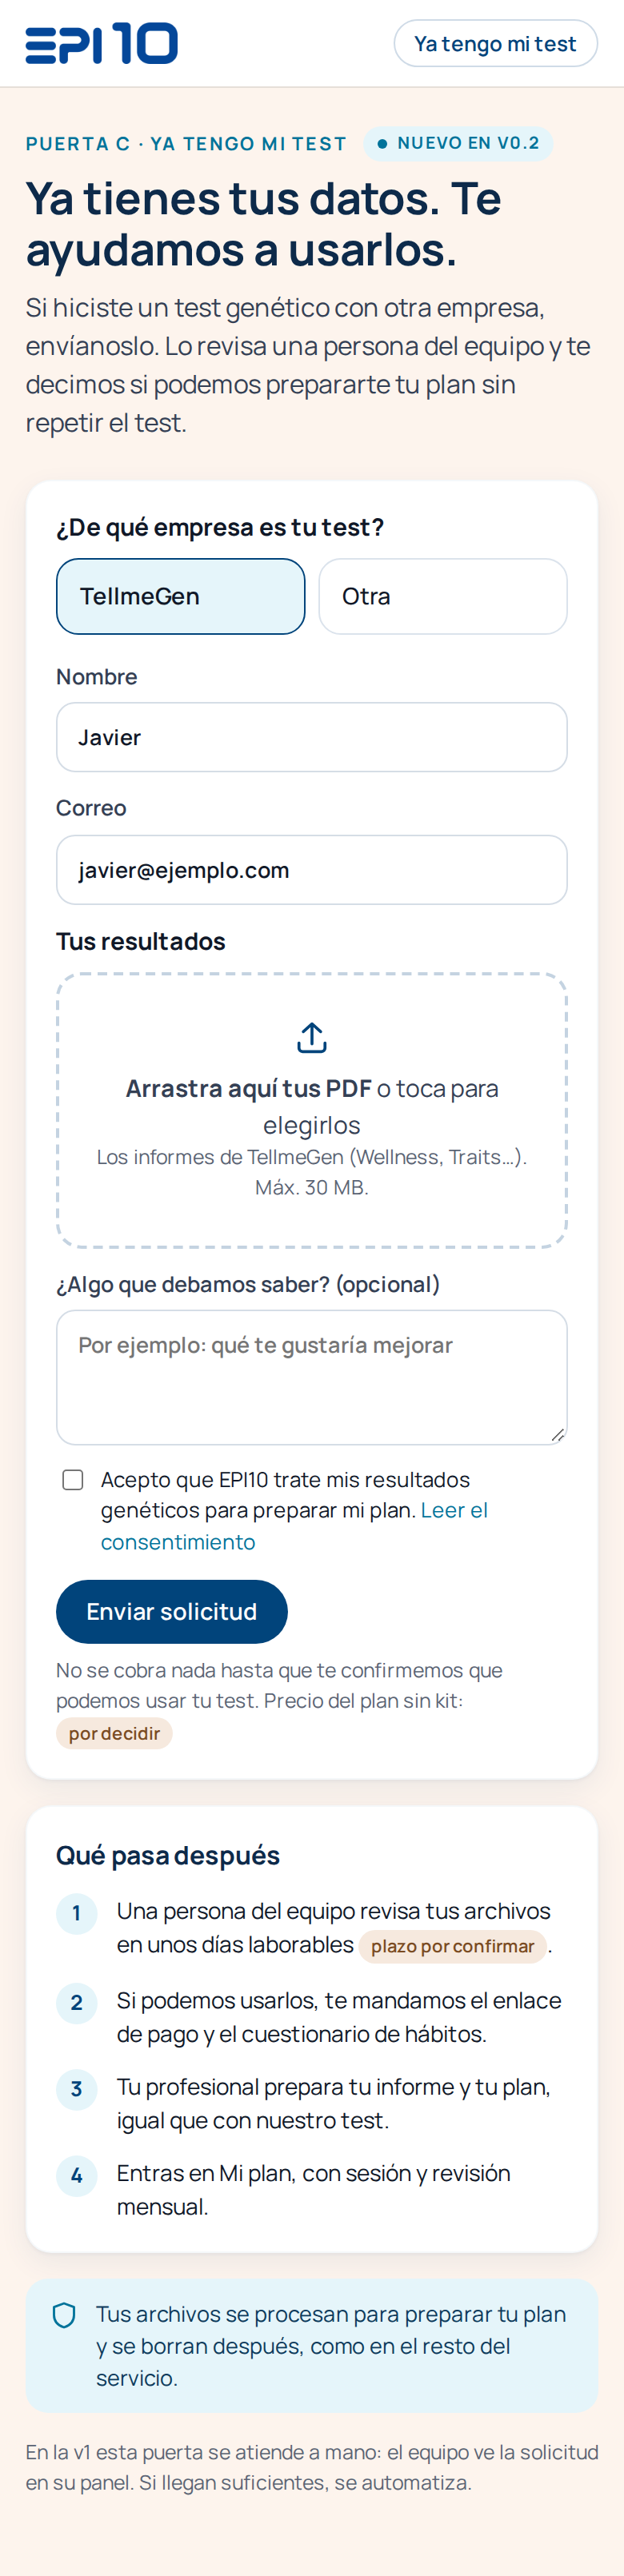 EPI10
Ya tengo mi test
PUERTA C · YA TENGO MI TEST
NUEVO EN V0.2
Ya tienes tus datos. Te
ayudamos a usarlos.
Si hiciste un test genético con otra empresa,
envíanoslo. Lo revisa una persona del equipo y te
decimos si podemos prepararte tu plan sin
repetir el test.
¿De qué empresa es tu test?
TellmeGen
Otra
Nombre
Javier
Correo
javier@ejemplo.com
Tus resultados
Arrastra aquí tus PDF o toca para
elegirlos
Los informes de TellmeGen (Wellness, Traits…).
Máx. 30 MB.
¿Algo que debamos saber? (opcional)
Por ejemplo: qué te gustaría mejorar
Acepto que EPI10 trate mis resultados
genéticos para preparar mi plan. Leer el
consentimiento
Enviar solicitud
No se cobra nada hasta que te confirmemos que
podemos usar tu test. Precio del plan sin kit:
por decidir
Qué pasa después
1 Una persona del equipo revisa tus archivos
en unos días laborables plazo por confirmar.
2 Si podemos usarlos, te mandamos el enlace
de pago y el cuestionario de hábitos.
3 Tu profesional prepara tu informe y tu plan,
igual que con nuestro test.
4 Entras en Mi plan, con sesión y revisión
mensual.
Tus archivos se procesan para preparar tu plan
y se borran después, como en el resto del
servicio.
En la v1 esta puerta se atiende a mano: el equipo ve la solicitud
en su panel. Si llegan suficientes, se automatiza.